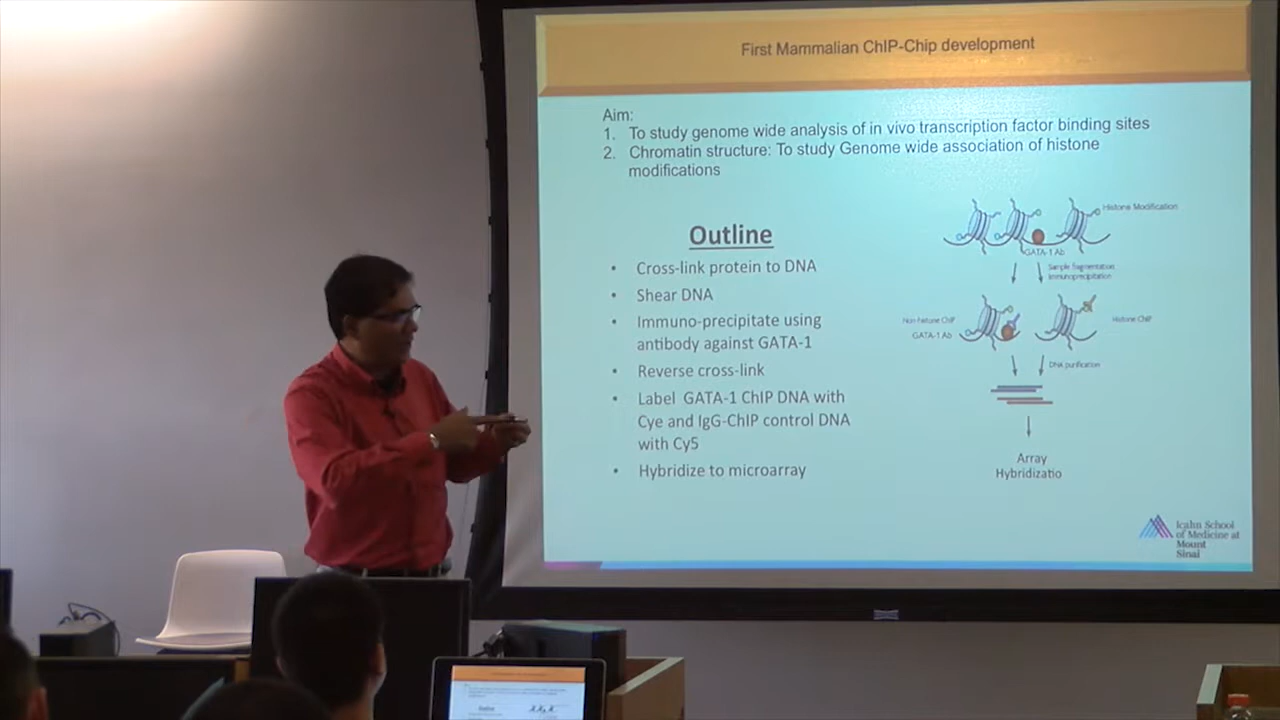 First Mammalian ChIP-Chip development
Aim:
1. To study genome wide analysis of in vivo transcription factor binding sites
2. Chromatin structure: To study Genome wide association of histone
modifications
Outline
• Cross-link protein to DNA
• Shear DNA
• Immuno-precipitate using
antibody against GATA-1
• Reverse cross-link
• Label GATA-1 ChIP DNA with
Cye and IgG-ChIP control DNA
with Cy5
• Hybridize to microarray
Histone Modification
GATA-1 Ab
Sample fragmentation
Immunoprecipitation
Non-histone ChIP
GATA-1 Ab
Histone ChIP
DNA purification
Array
Hybridizatio
Icahn School
of Medicine at
Mount
Sinai
Outline